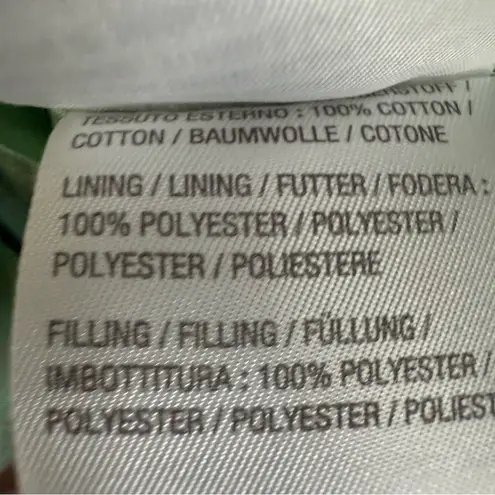 TESSUTO ESTERNO : 100% COTTON /
COTTON / BAUMWOLLE / COTONE
LINING / LINING / FUTTER / FODERA :
100% POLYESTER / POLYESTER /
POLYESTER / POLIESTERE
FILLING / FILLING / FÜLLUNG /
IMBOTTITURA : 100% POLYESTER /
POLYESTER / POLYESTER / POLIEST